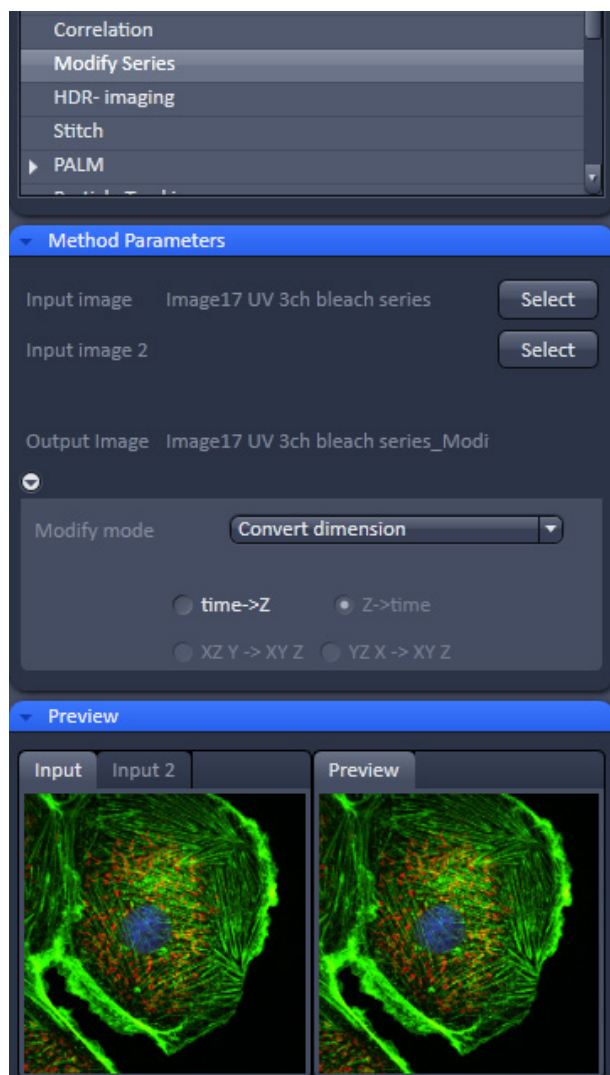 Correlation
Modify Series
HDR- imaging
Stitch
PALM
Method Parameters
Input image Image17 UV 3ch bleach series Select
Input image 2 Select
Output Image Image17 UV 3ch bleach series_Modi
Modify mode Convert dimension
time->Z Z->time
XZ Y -> XY Z YZ X -> XY Z
Preview
Input Input 2 Preview